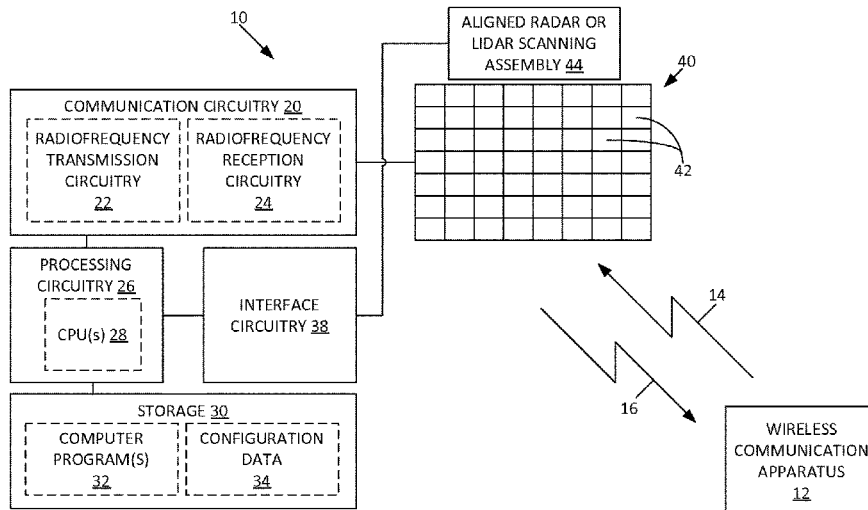 10
ALIGNED RADAR OR
LIDAR SCANNING
ASSEMBLY 44
40
COMMUNICATION CIRCUITRY 20
RADIOFREQUENCY
TRANSMISSION
CIRCUITRY
22
RADIOFREQUENCY
RECEPTION
CIRCUITRY
24
42
PROCESSING
CIRCUITRY 26
CPU(s) 28
INTERFACE
CIRCUITRY 38
14
16
STORAGE 30
COMPUTER
PROGRAM(S)
32
CONFIGURATION
DATA
34
WIRELESS
COMMUNICATION
APPARATUS
12